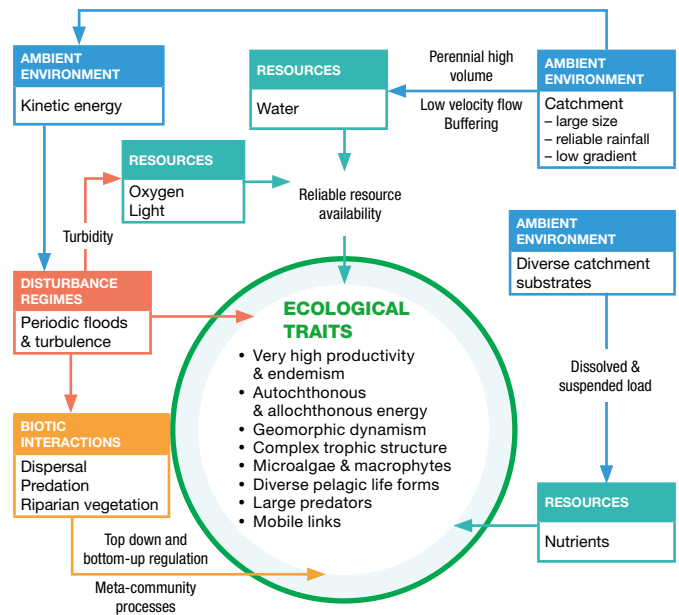 AMBIENT
ENVIRONMENT
Kinetic energy
RESOURCES
Water
Perennial high
volume
Low velocity flow
Buffering
AMBIENT
ENVIRONMENT
Catchment
– large size
– reliable rainfall
– low gradient
RESOURCES
Oxygen
Light
Reliable resource
availability
Turbidity
AMBIENT
ENVIRONMENT
Diverse catchment
substrates
DISTURBANCE
REGIMES
Periodic floods
& turbulence
ECOLOGICAL
TRAITS
• Very high productivity
& endemism
• Autochthonous
& allochthonous energy
• Geomorphic dynamism
• Complex trophic structure
• Microalgae & macrophytes
• Diverse pelagic life forms
• Large predators
• Mobile links
Dissolved &
suspended load
BIOTIC
INTERACTIONS
Dispersal
Predation
Riparian vegetation
RESOURCES
Nutrients
Top down and
bottom-up regulation
Meta-community
processes